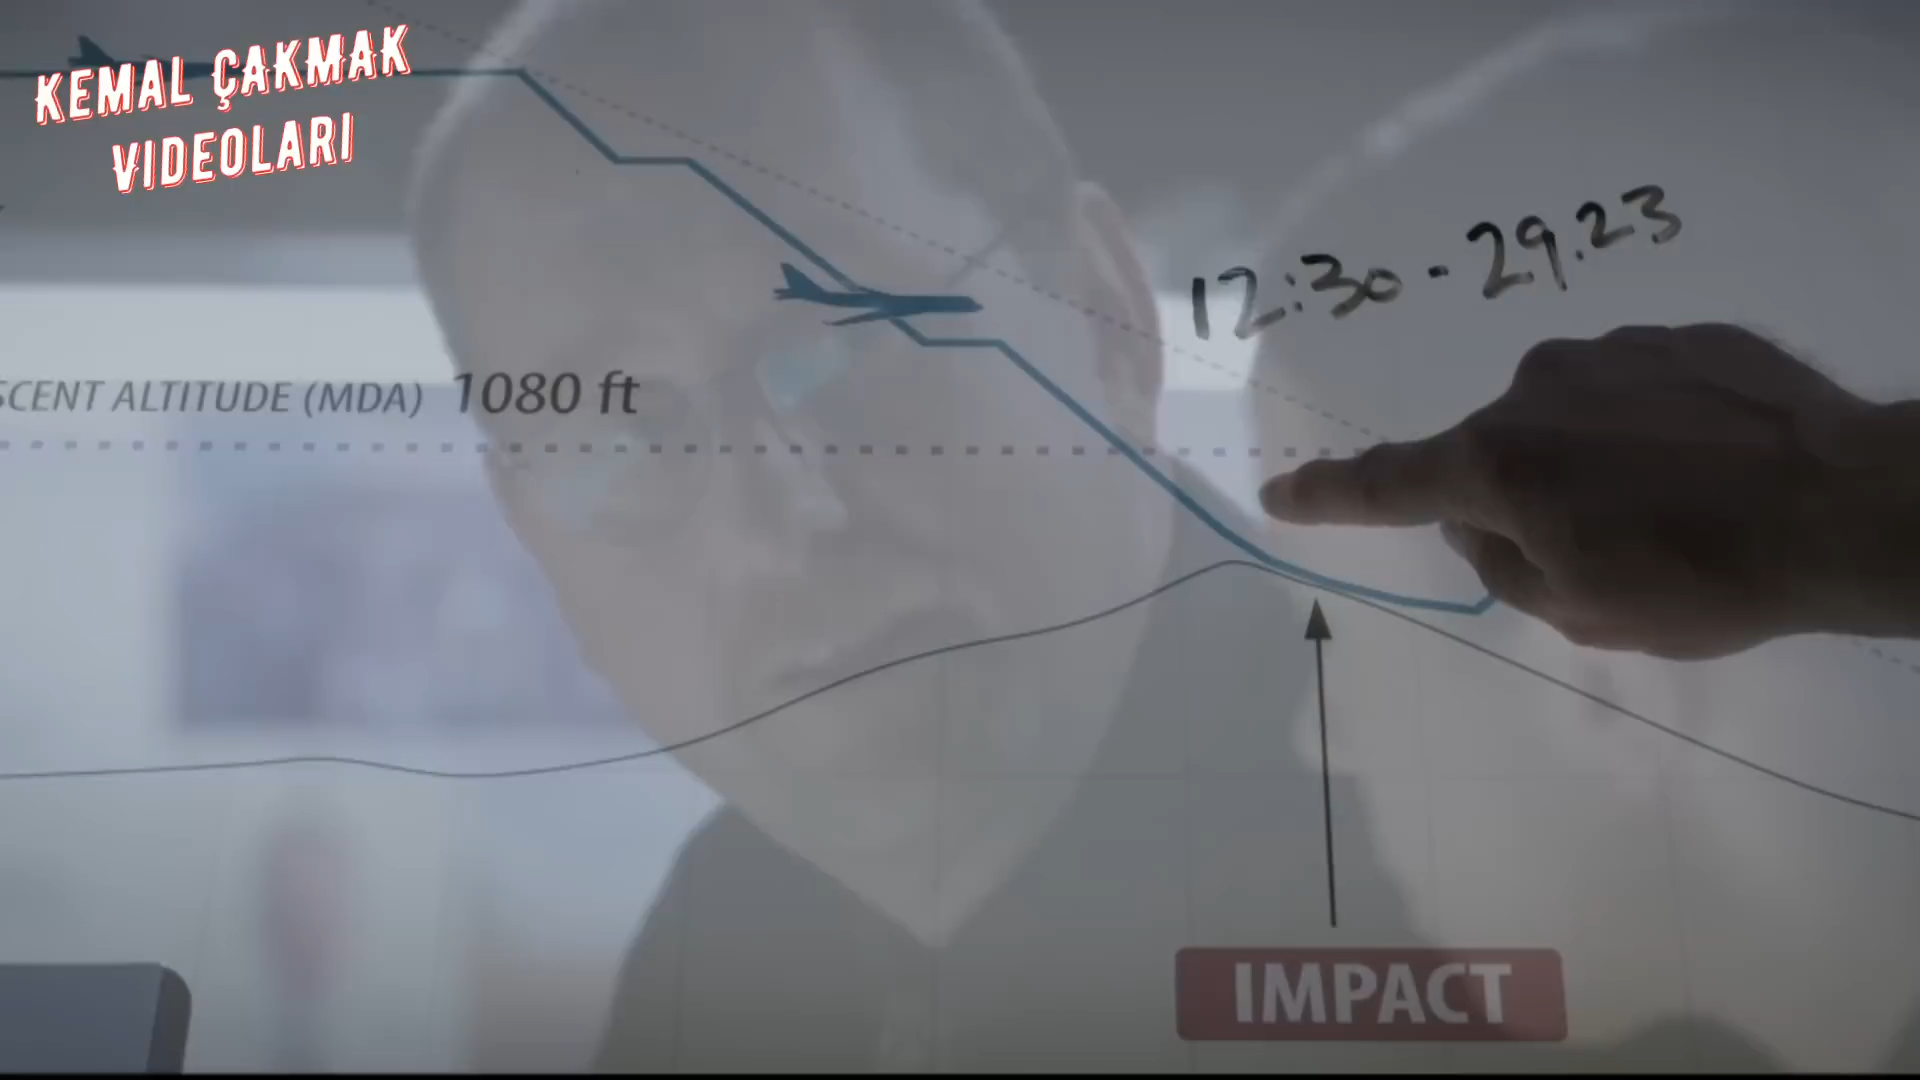 KEMAL ÇAKMAK
VIDEOLARI
12:30 - 29.23
SCENT ALTITUDE (MDA) 1080 ft
IMPACT